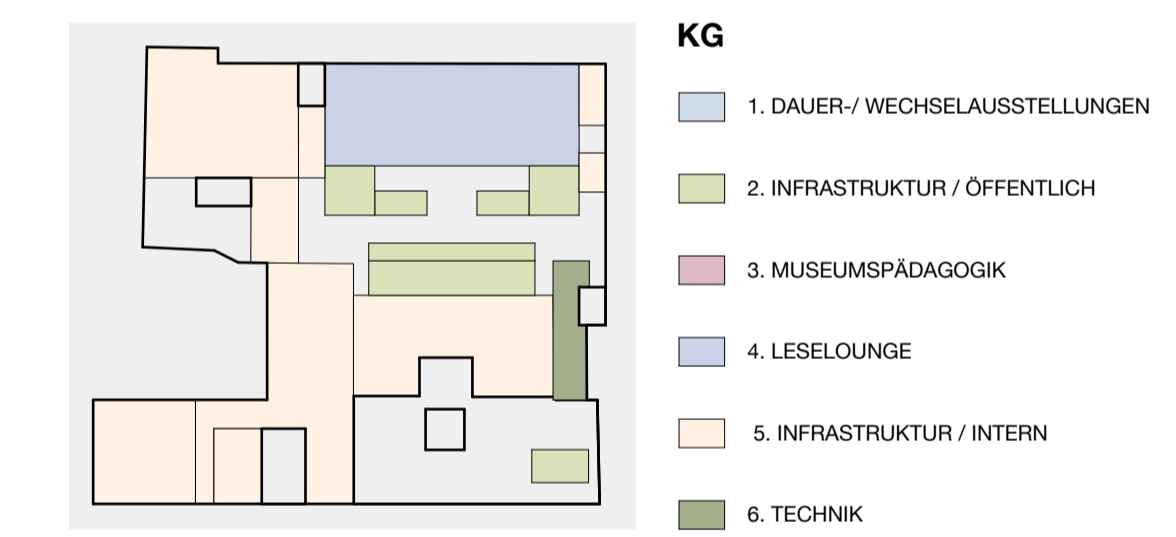 KG
1. DAUER-/ WECHSELAUSSTELLUNGEN
2. INFRASTRUKTUR / ÖFFENTLICH
3. MUSEUMSPÄDAGOGIK
4. LESELOUNGE
5. INFRASTRUKTUR / INTERN
6. TECHNIK